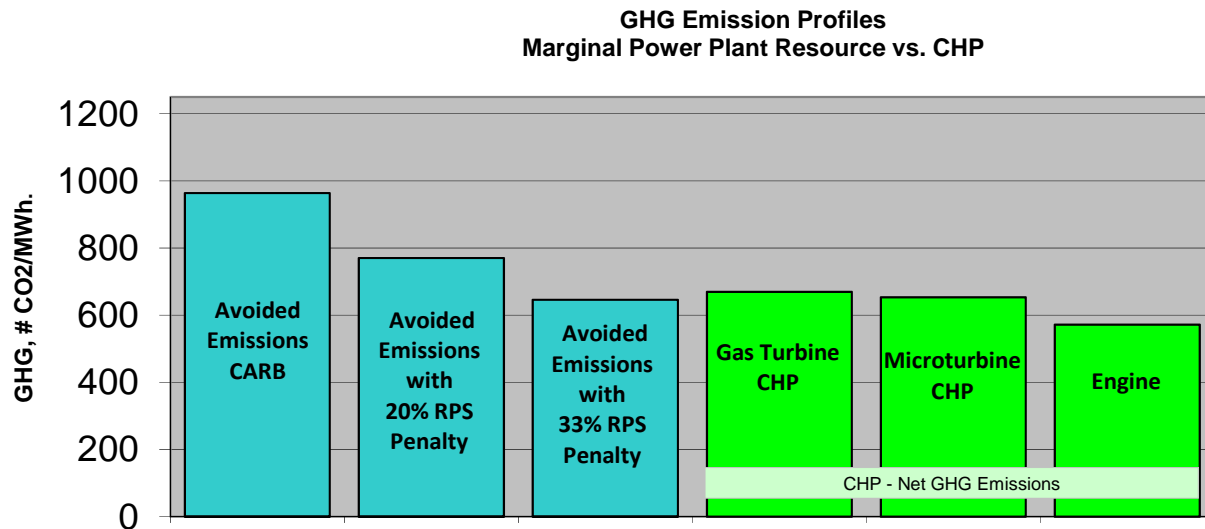 GHG Emission Profiles
Marginal Power Plant Resource vs. CHP
GHG, # CO2/MWh.
1200
1000
800
600
400
200
0
Avoided
Emissions
CARB
Avoided
Emissions
with
20% RPS
Penalty
Avoided
Emissions
with
33% RPS
Penalty
Gas Turbine
CHP
Microturbine
CHP
Engine
CHP - Net GHG Emissions